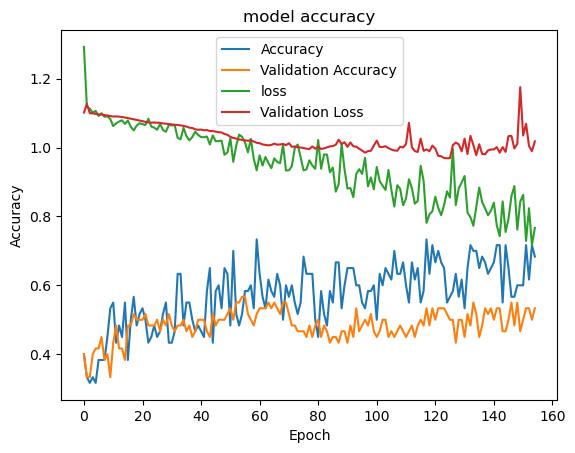 model accuracy
Accuracy
Validation Accuracy
loss
Validation Loss
1.2
1.0
0.8
0.6
0.4
Accuracy
0 20 40 60 80 100 120 140 160
Epoch